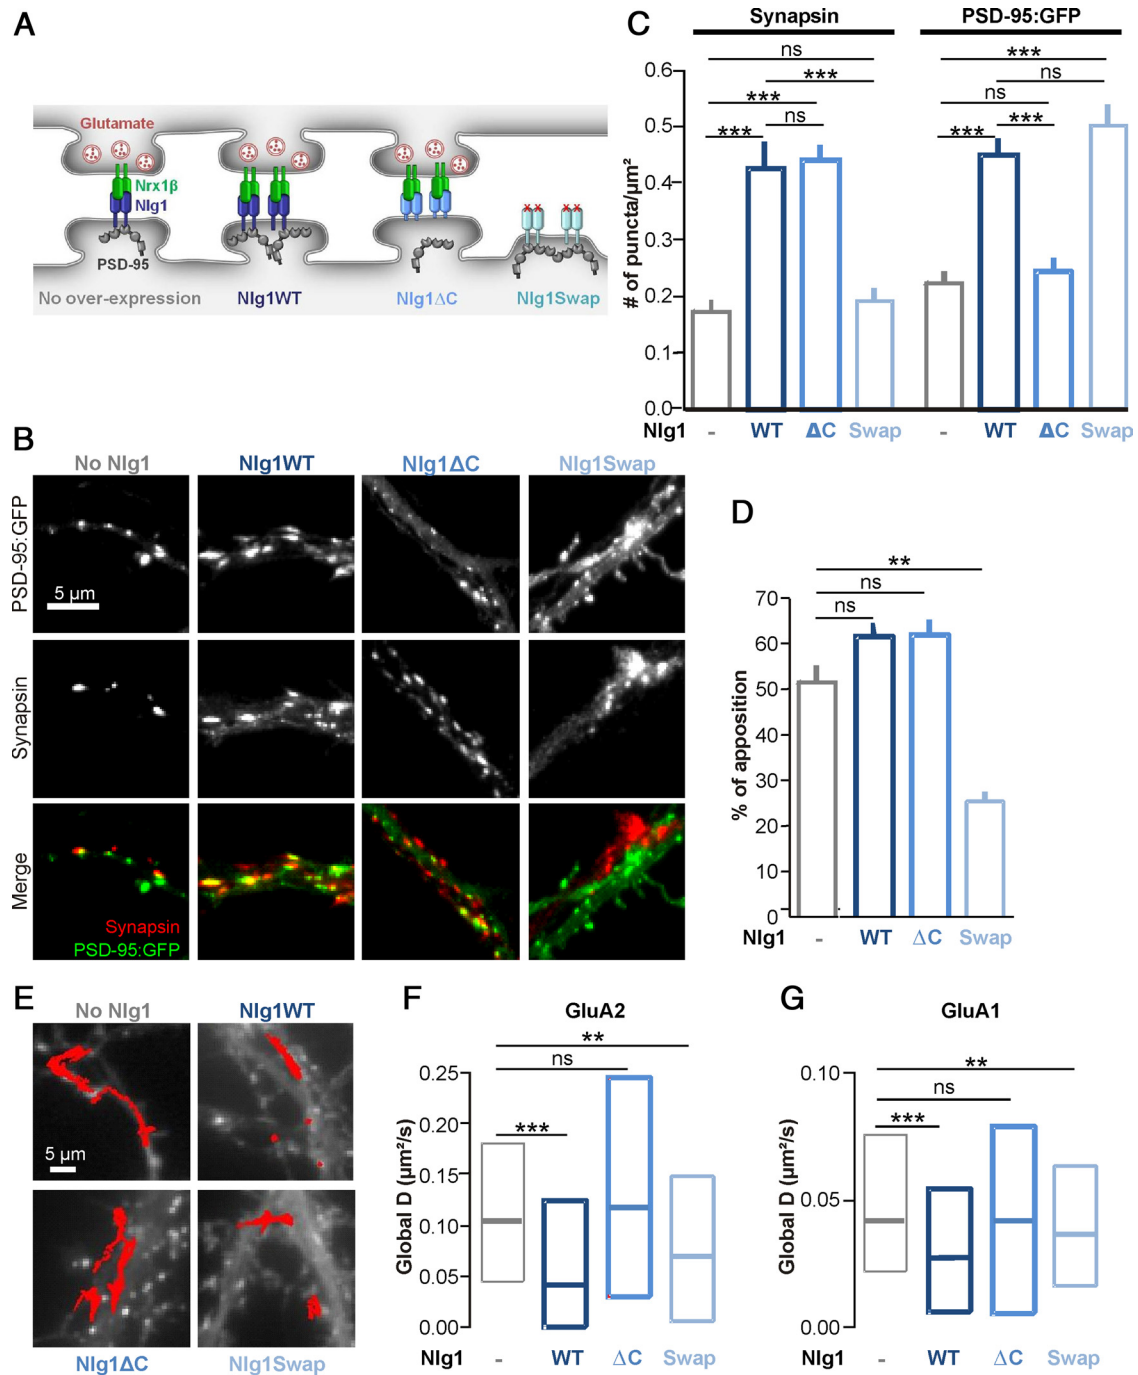 A
Glutamate
Nrx1β
Nlg1
PSD-95
No over-expression
Nlg1WT
Nlg1ΔC
Nlg1Swap
C
Synapsin
PSD-95:GFP
ns
***
***
ns
***
***
ns
ns
***
***
# of puncta/µm²
0.6
0.5
0.4
0.3
0.2
0.1
0.0
Nlg1
-
WT
ΔC
Swap
-
WT
ΔC
Swap
B
No Nlg1
Nlg1WT
Nlg1ΔC
Nlg1Swap
PSD-95:GFP
5 µm
Synapsin
Merge
Synapsin
PSD-95:GFP
D
**
ns
ns
% of apposition
70
60
50
40
30
20
10
0
Nlg1
-
WT
ΔC
Swap
E
No Nlg1
Nlg1WT
5 µm
Nlg1ΔC
Nlg1Swap
F
GluA2
**
ns
***
Global D (µm²/s)
0.25
0.20
0.15
0.10
0.05
0.00
Nlg1
-
WT
ΔC
Swap
G
GluA1
**
ns
***
Global D (µm²/s)
0.10
0.05
0.00
Nlg1
-
WT
ΔC
Swap